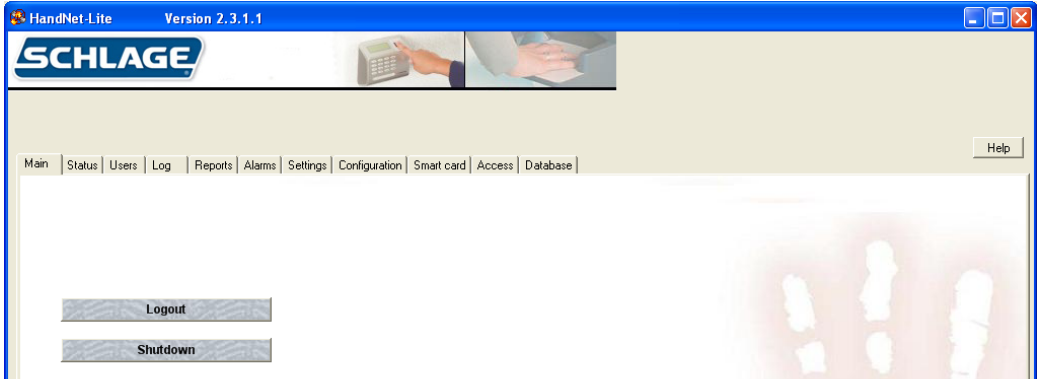 HandNet-Lite Version 2.3.1.1
SCHLAGE
Help
Main Status Users Log Reports Alarms Settings Configuration Smart card Access Database
Logout
Shutdown